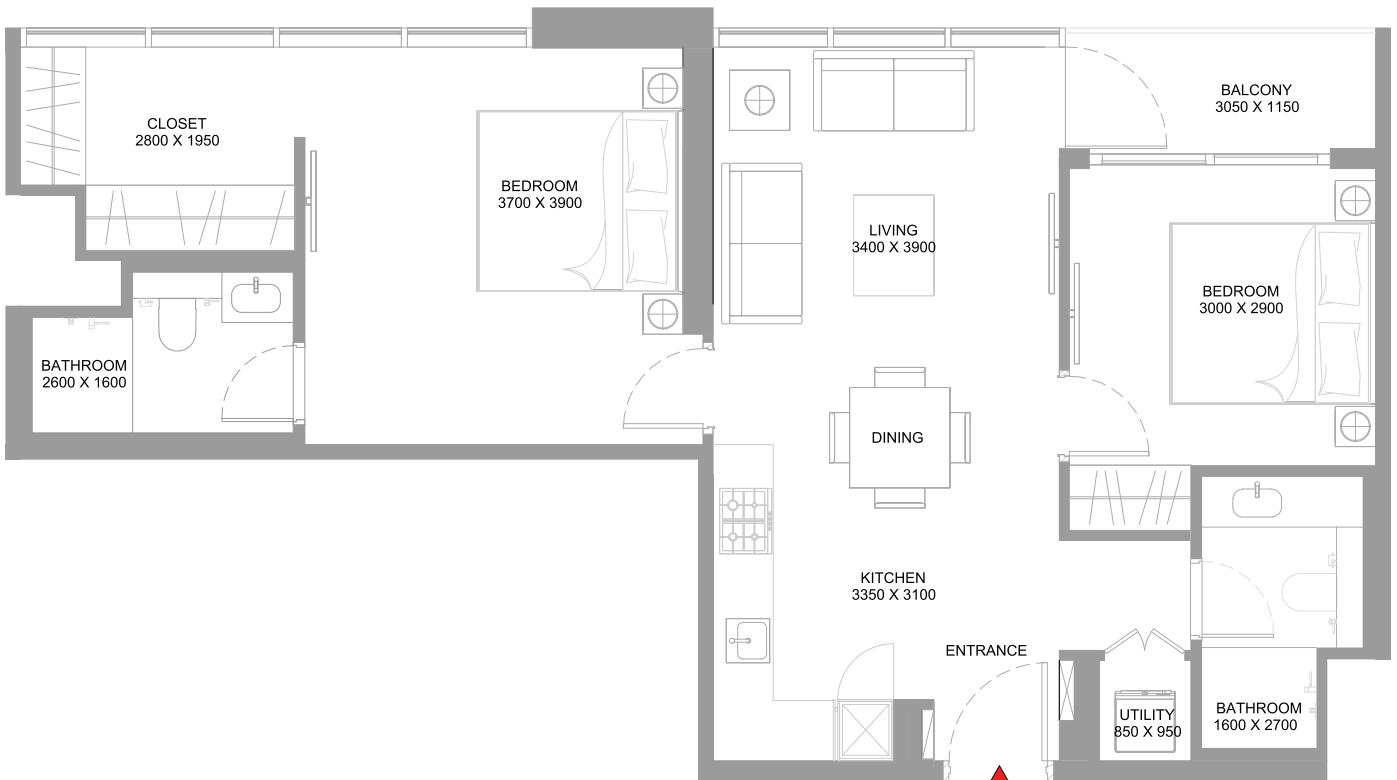 BALCONY
3050 X 1150
CLOSET
2800 X 1950
BEDROOM
3700 X 3900
LIVING
3400 X 3900
BEDROOM
3000 X 2900
BATHROOM
2600 X 1600
DINING
KITCHEN
3350 X 3100
ENTRANCE
UTILITY
850 X 950
BATHROOM
1600 X 2700